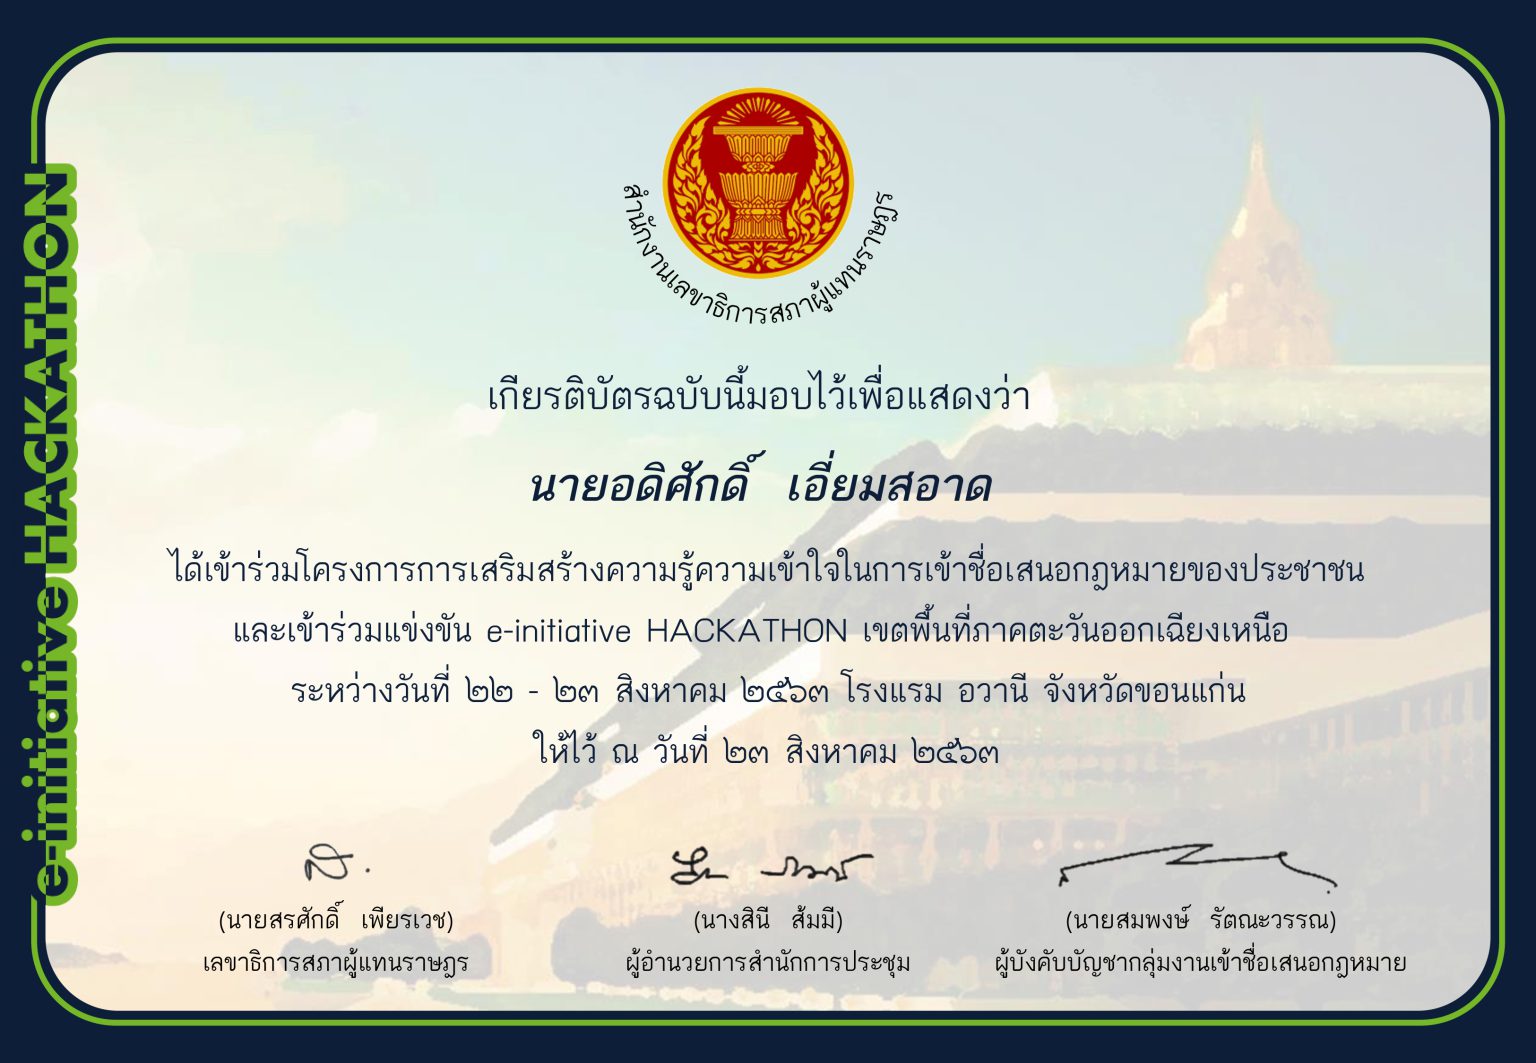 สำนักงานเลขาธิการสภาผู้แทนราษฎร
เกียรติบัตรฉบับนี้มอบไว้เพื่อแสดงว่า
นายอดิศักดิ์ เอี่ยมสอาด
ได้เข้าร่วมโครงการการเสริมสร้างความรู้ความเข้าใจในการเข้าชื่อเสนอกฎหมายของประชาชน
และเข้าร่วมแข่งขัน e-initiative HACKATHON เขตพื้นที่ภาคตะวันออกเฉียงเหนือ
ระหว่างวันที่ ๒๒ - ๒๓ สิงหาคม ๒๕๖๓ โรงแรม อวานี จังหวัดขอนแก่น
ให้ไว้ ณ วันที่ ๒๓ สิงหาคม ๒๕๖๓
(นายสรศักดิ์ เพียรเวช)
เลขาธิการสภาผู้แทนราษฎร
(นางสินี ส้มมี)
ผู้อำนวยการสำนักการประชุม
(นายสมพงษ์ รัตณะวรรณ)
ผู้บังคับบัญชากลุ่มงานเข้าชื่อเสนอกฎหมาย
e-initiative HACKATHON